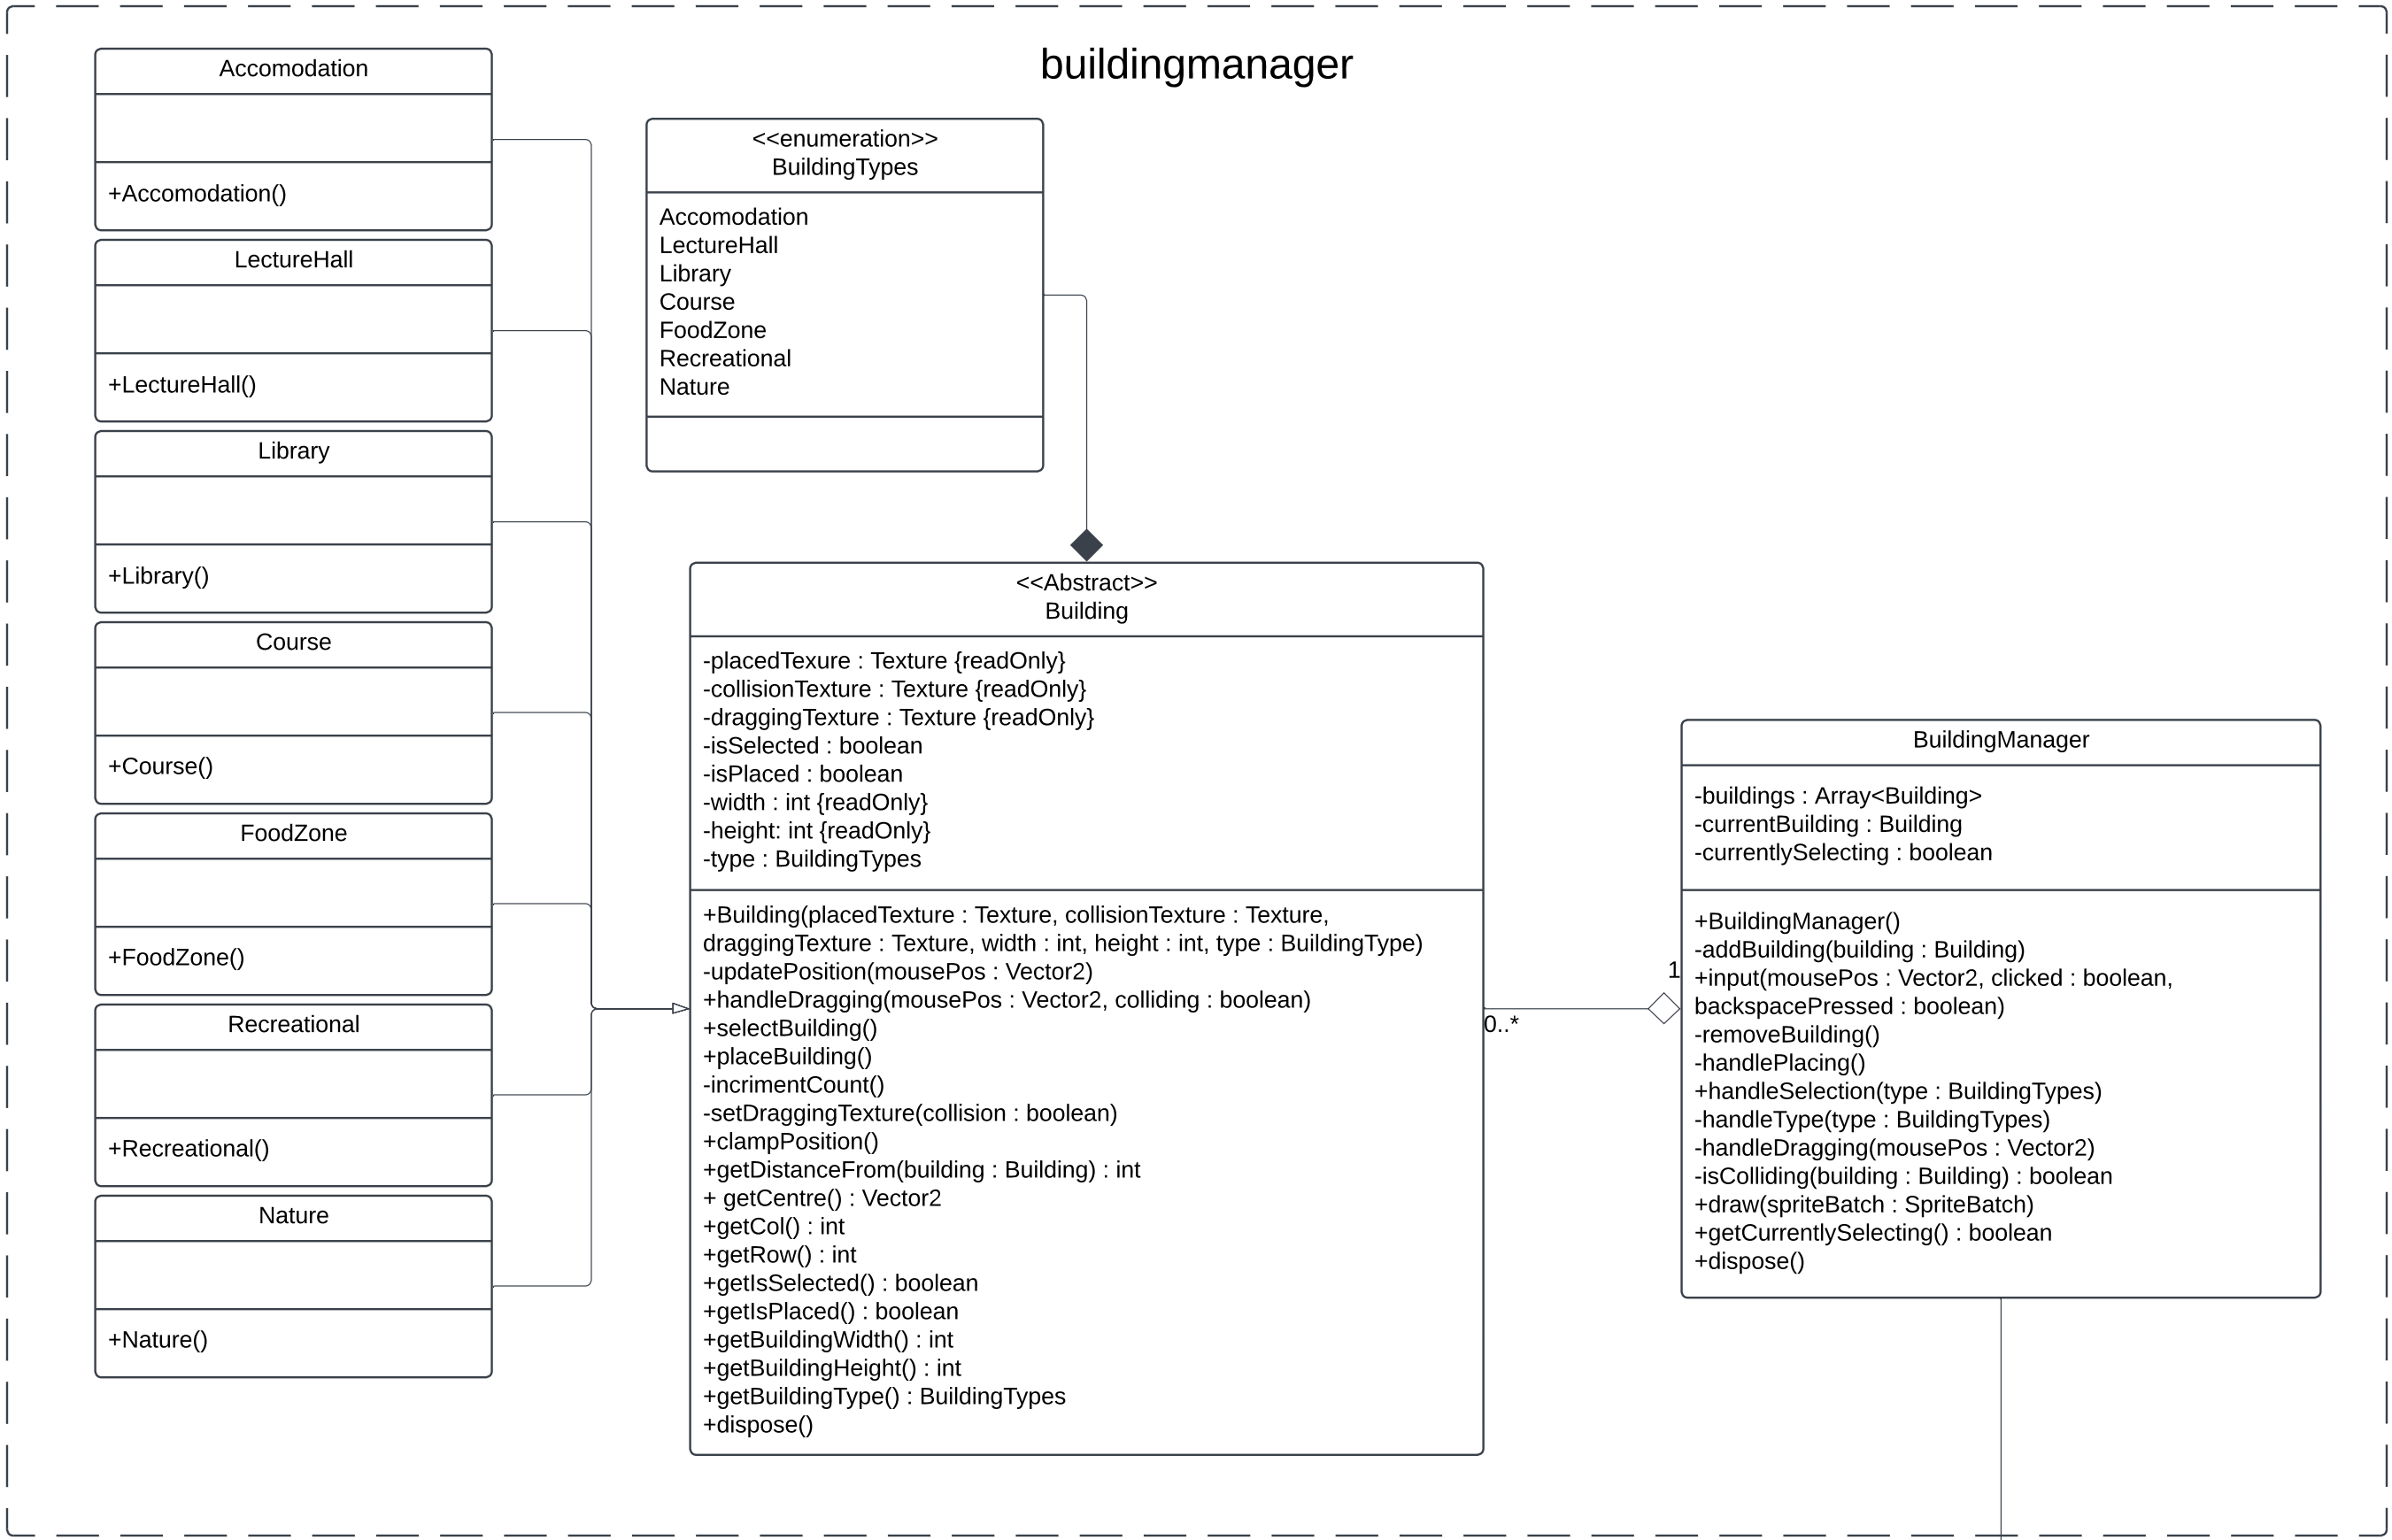 buildingmanager
Accomodation
+Accomodation()
LectureHall
+LectureHall()
Library
+Library()
Course
+Course()
FoodZone
+FoodZone()
Recreational
+Recreational()
Nature
+Nature()
<<enumeration>>
BuildingTypes
Accomodation
LectureHall
Library
Course
FoodZone
Recreational
Nature
<<Abstract>>
Building
-placedTexure : Texture {readOnly}
-collisionTexture : Texture {readOnly}
-draggingTexture : Texture {readOnly}
-isSelected : boolean
-isPlaced : boolean
-width : int {readOnly}
-height: int {readOnly}
-type : BuildingTypes
+Building(placedTexture : Texture, collisionTexture : Texture,
draggingTexture : Texture, width : int, height : int, type : BuildingType)
-updatePosition(mousePos : Vector2)
+handleDragging(mousePos : Vector2, colliding : boolean)
+selectBuilding()
+placeBuilding()
-incrimentCount()
-setDraggingTexture(collision : boolean)
+clampPosition()
+getDistanceFrom(building : Building) : int
+ getCentre() : Vector2
+getCol() : int
+getRow() : int
+getIsSelected() : boolean
+getIsPlaced() : boolean
+getBuildingWidth() : int
+getBuildingHeight() : int
+getBuildingType() : BuildingTypes
+dispose()
0..*
1
BuildingManager
-buildings : Array<Building>
-currentBuilding : Building
-currentlySelecting : boolean
+BuildingManager()
-addBuilding(building : Building)
+input(mousePos : Vector2, clicked : boolean,
backspacePressed : boolean)
-removeBuilding()
-handlePlacing()
+handleSelection(type : BuildingTypes)
-handleType(type : BuildingTypes)
-handleDragging(mousePos : Vector2)
-isColliding(building : Building) : boolean
+draw(spriteBatch : SpriteBatch)
+getCurrentlySelecting() : boolean
+dispose()